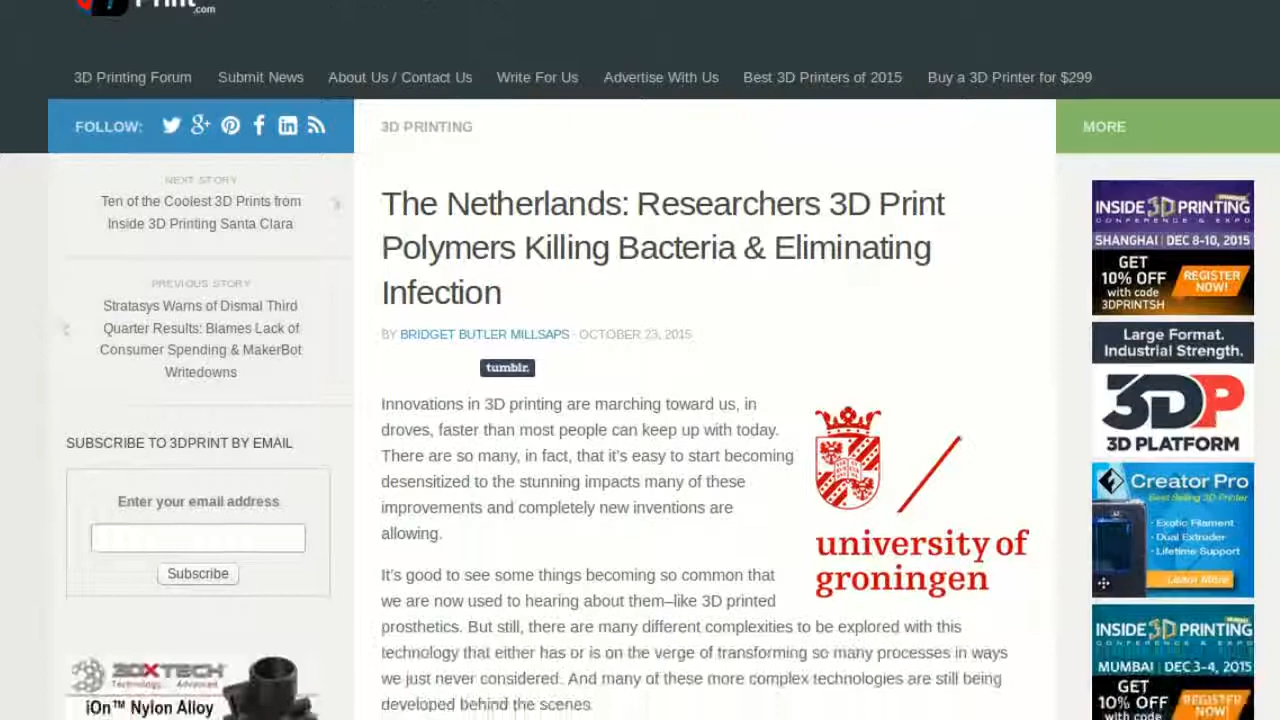 Print
.com
3D Printing Forum Submit News About Us / Contact Us Write For Us Advertise With Us Best 3D Printers of 2015 Buy a 3D Printer for $299
FOLLOW:
NEXT STORY
Ten of the Coolest 3D Prints from
Inside 3D Printing Santa Clara
PREVIOUS STORY
Stratasys Warns of Dismal Third
Quarter Results: Blames Lack of
Consumer Spending & MakerBot
Writedowns
SUBSCRIBE TO 3DPRINT BY EMAIL
Enter your email address
Subscribe
3DXTECH
Technology... Advanced
iOn™ Nylon Alloy
3D PRINTING
The Netherlands: Researchers 3D Print
Polymers Killing Bacteria & Eliminating
Infection
BY BRIDGET BUTLER MILLSAPS · OCTOBER 23, 2015
tumblr.
Innovations in 3D printing are marching toward us, in
droves, faster than most people can keep up with today.
There are so many, in fact, that it's easy to start becoming
desensitized to the stunning impacts many of these
improvements and completely new inventions are
allowing.
university of
groningen
It's good to see some things becoming so common that
we are now used to hearing about them–like 3D printed
prosthetics. But still, there are many different complexities to be explored with this
technology that either has or is on the verge of transforming so many processes in ways
we just never considered. And many of these more complex technologies are still being
developed behind the scenes
MORE
INSIDE 3D PRINTING
CONFERENCE & EXPO
SHANGHAI | DEC 8-10, 2015
GET
10% OFF
with code
3DPRINTSH
REGISTER
NOW!
Large Format.
Industrial Strength.
3DP
3D PLATFORM
Creator Pro
Best Selling 3D Printer
· Exotic Filament
· Dual Extruder
· Lifetime Support
Learn More
INSIDE 3D PRINTING
CONFERENCE & EXPO
MUMBAI | DEC 3-4, 2015
GET
10% OFF
with code
REGISTER
NOW!